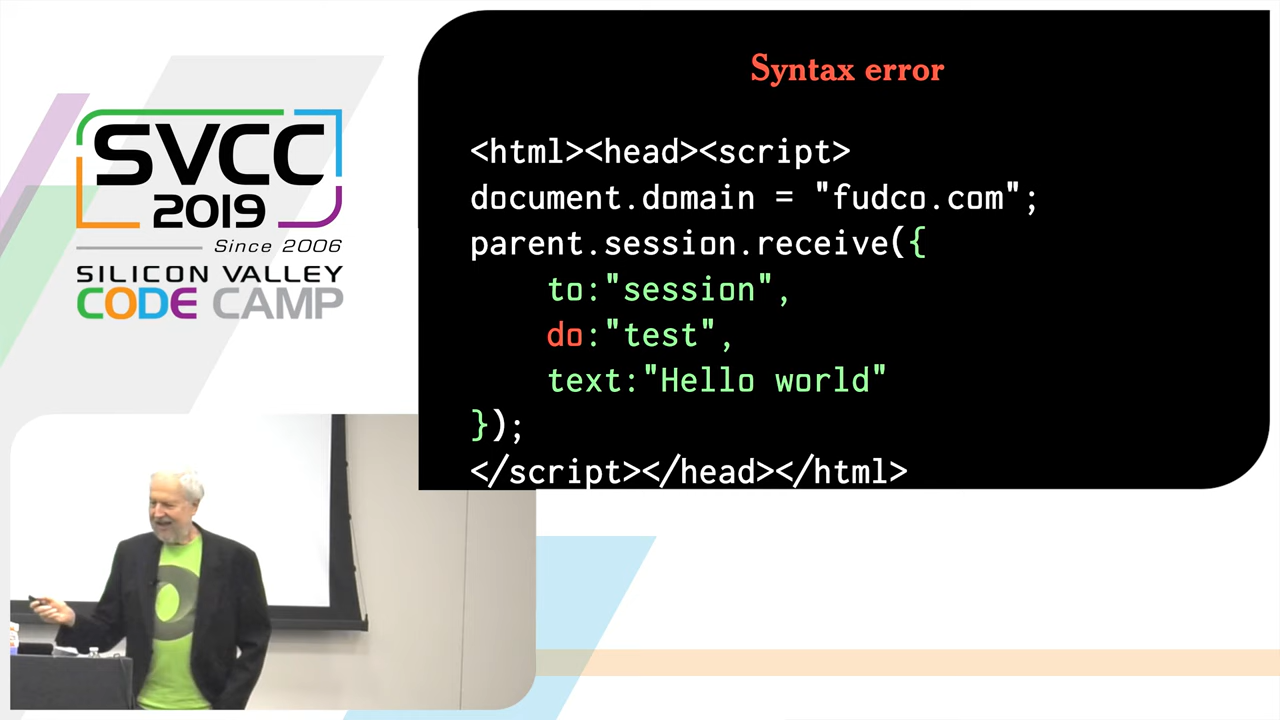 SVCC
2019
Since 2006
SILICON VALLEY
CODE CAMP
Syntax error
<html><head><script>
document.domain = "fudco.com";
parent.session.receive({
    to:"session",
    do:"test",
    text:"Hello world"
});
</script></head></html>